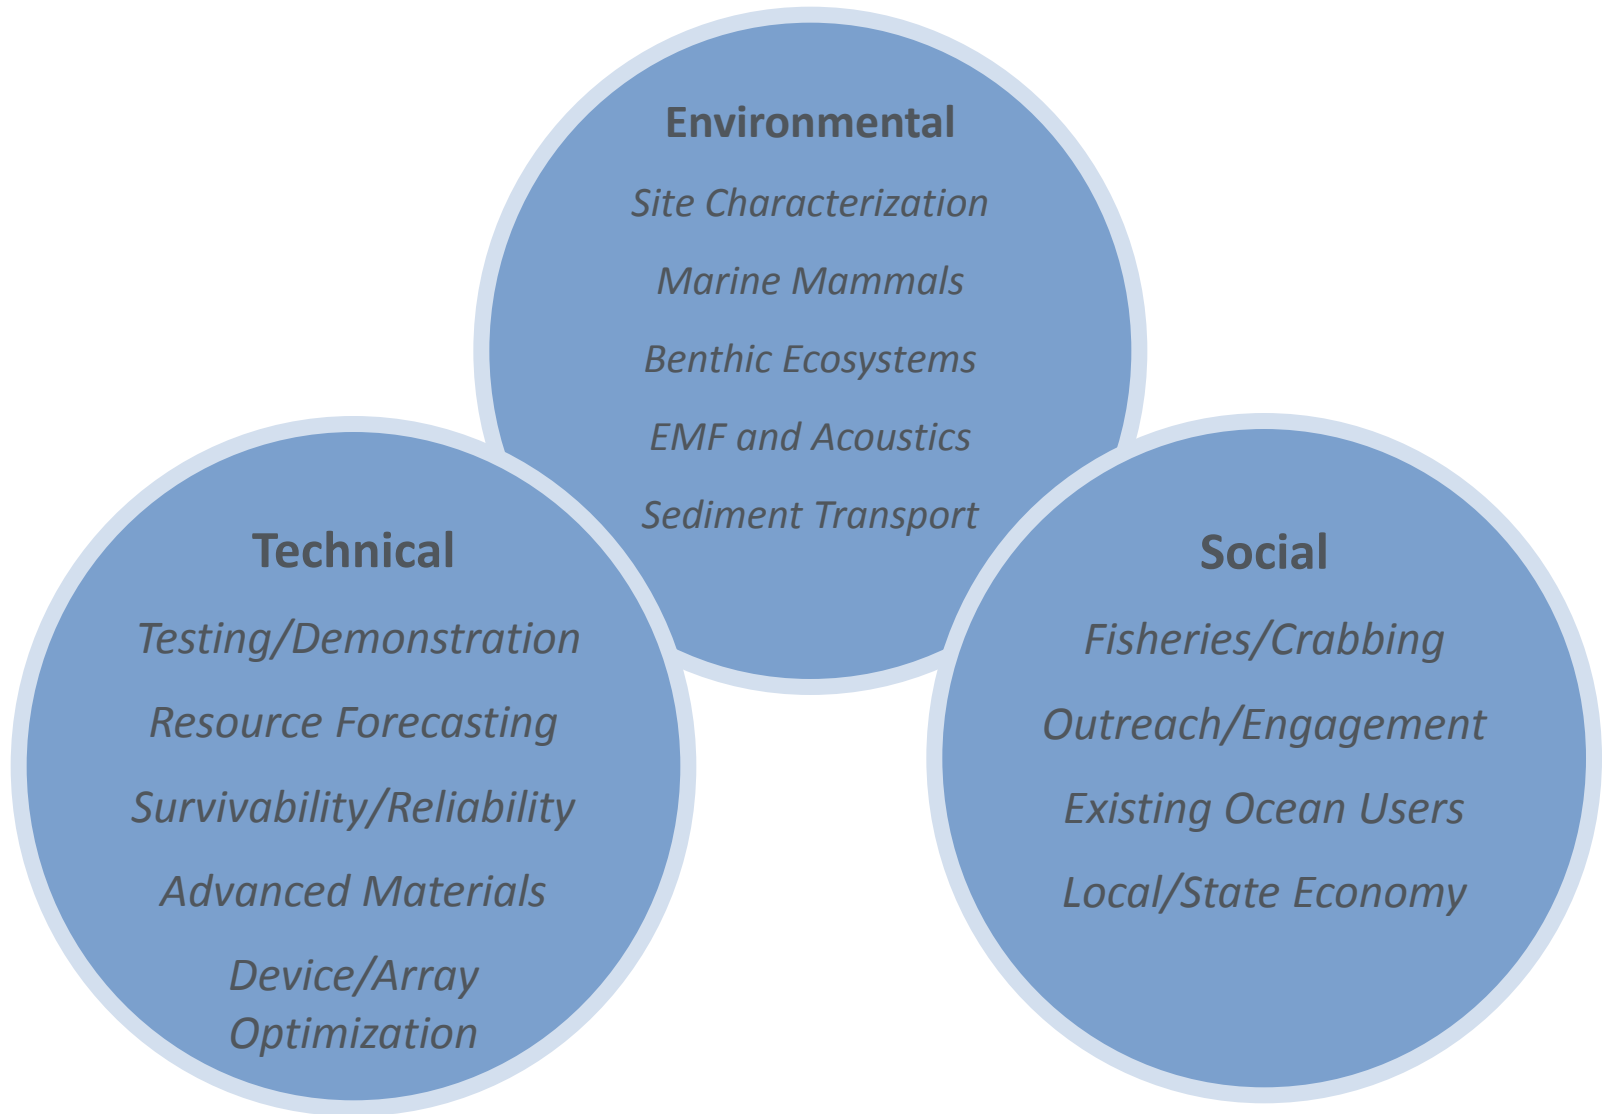 Environmental
Site Characterization
Marine Mammals
Benthic Ecosystems
EMF and Acoustics
Sediment Transport
Technical
Testing/Demonstration
Resource Forecasting
Survivability/Reliability
Advanced Materials
Device/Array
Optimization
Social
Fisheries/Crabbing
Outreach/Engagement
Existing Ocean Users
Local/State Economy